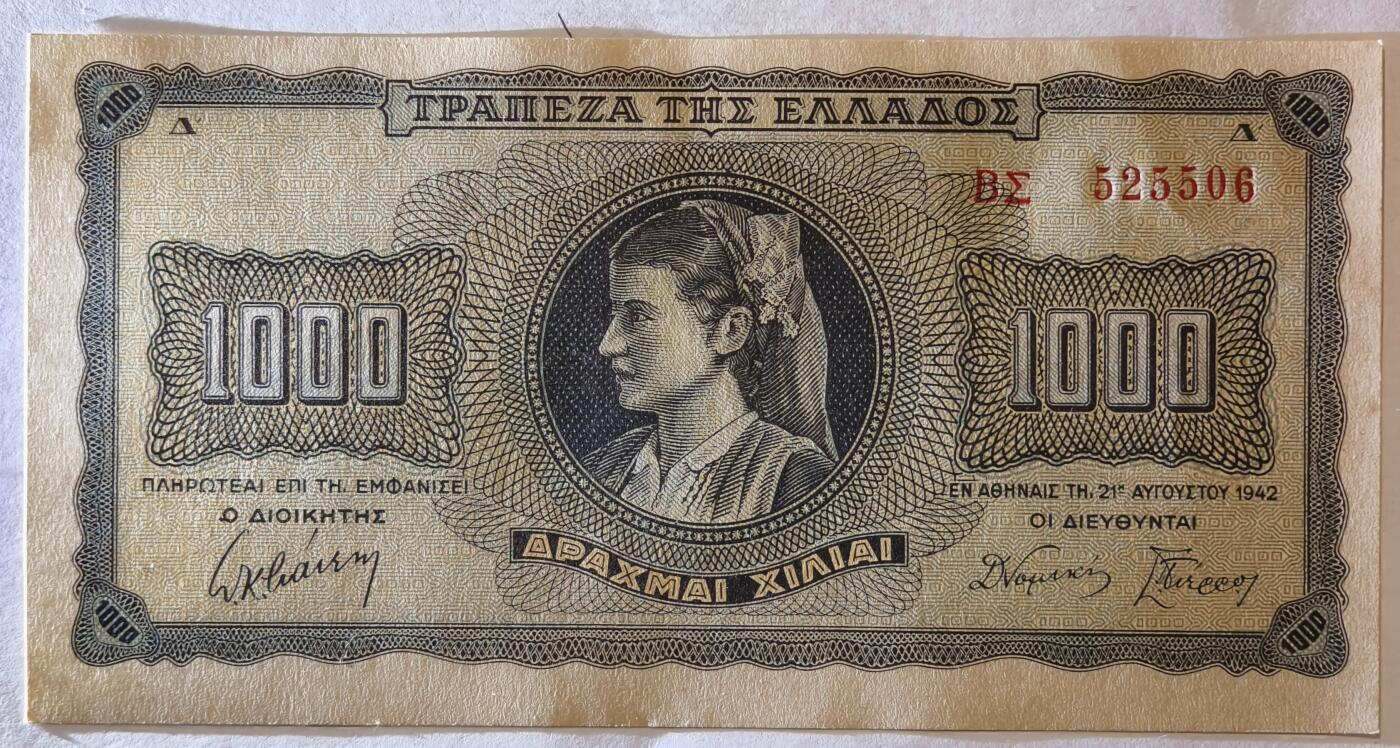 1000
1000
ΤΡΑΠΕΖΑ ΤΗΣ ΕΛΛΑΔΟΣ
Δ
Δ
ΒΣ 525506
1000
1000
ΠΛΗΡΩΤΕΑΙ ΕΠΙ ΤΗ. ΕΜΦΑΝΙΣΕΙ
Ο ΔΙΟΙΚΗΤΗΣ
ΕΝ ΑΘΗΝΑΙΣ ΤΗ, 21ῃ ΑΥΓΟΥΣΤΟΥ 1942
ΟΙ ΔΙΕΥΘΥΝΤΑΙ
ΔΡΑΧΜΑΙ ΧΙΛΙΑΙ
1000
1000